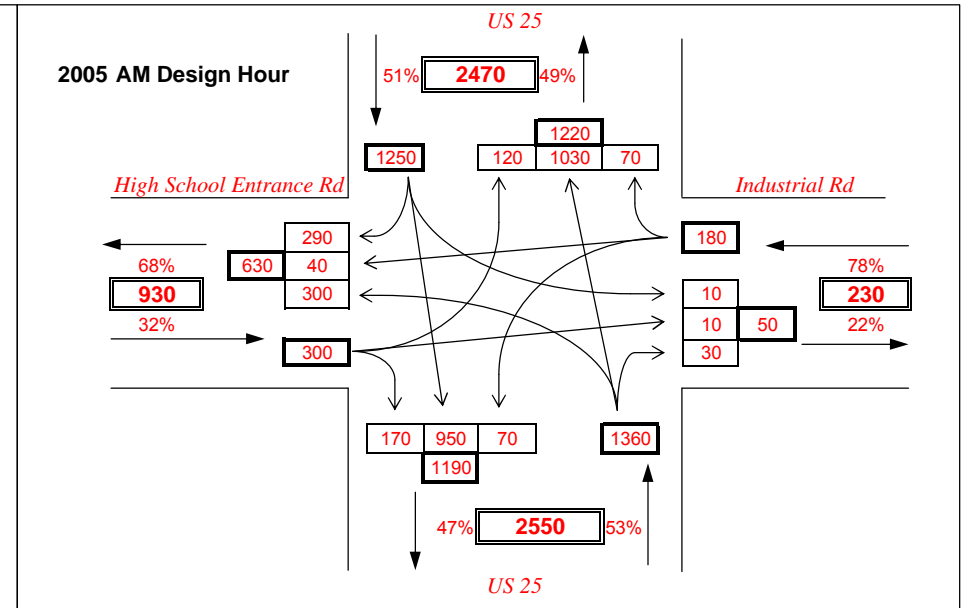 US 25
2005 AM Design Hour
51% 2470 49%
1220
1250 120 1030 70
High School Entrance Rd Industrial Rd
290 180
68% 630 40 78%
930 300 10 230
32% 10 50 22%
300 30
170 950 70 1360
1190
47% 2550 53%
US 25